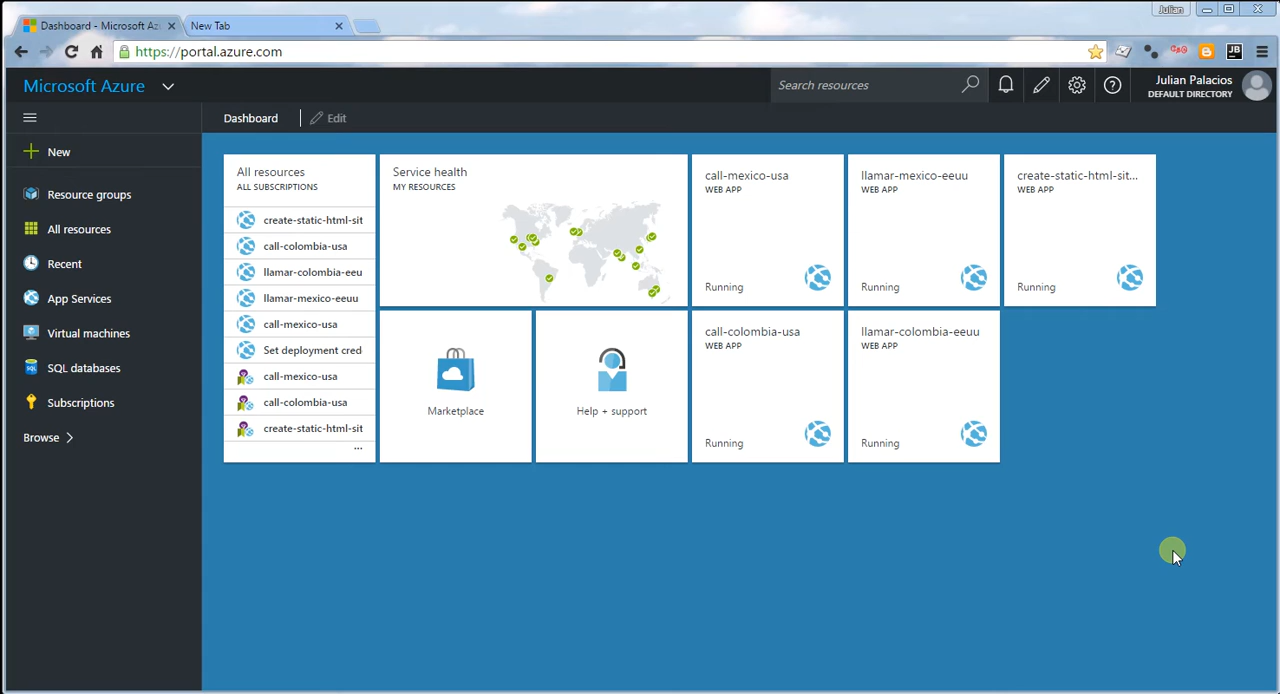 Julian
Dashboard - Microsoft Az
New Tab
https://portal.azure.com
JB
Microsoft Azure
Search resources
Julian Palacios
DEFAULT DIRECTORY
Dashboard
Edit
New
Resource groups
All resources
Recent
App Services
Virtual machines
SQL databases
Subscriptions
Browse
All resources
ALL SUBSCRIPTIONS
create-static-html-sit
call-colombia-usa
llamar-colombia-eeu
llamar-mexico-eeuu
call-mexico-usa
Set deployment cred
call-mexico-usa
call-colombia-usa
create-static-html-sit
...
Service health
MY RESOURCES
call-mexico-usa
WEB APP
Running
llamar-mexico-eeuu
WEB APP
Running
create-static-html-sit...
WEB APP
Running
Marketplace
Help + support
call-colombia-usa
WEB APP
Running
llamar-colombia-eeuu
WEB APP
Running